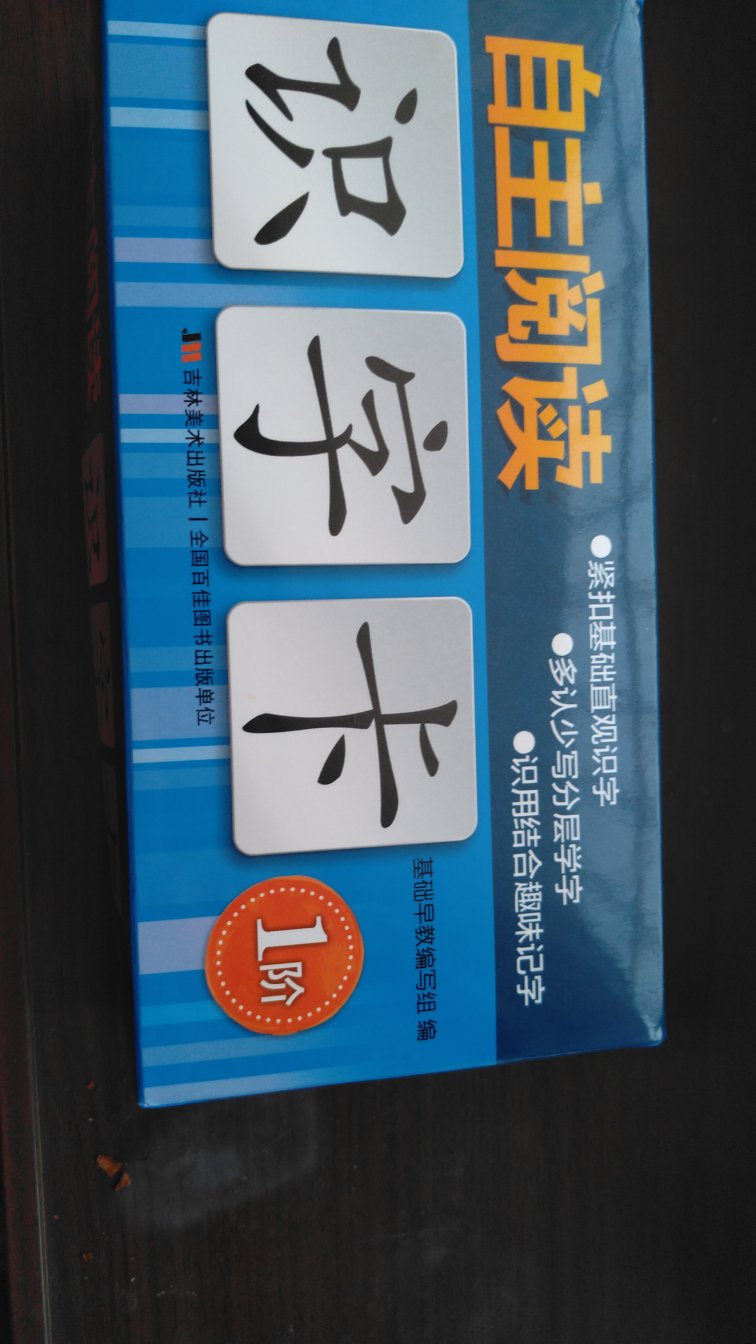 自主阅读
●紧扣基础直观识字
●多认少写分层学字
●识用结合趣味记字
识字卡
基础早教编写组 编
1阶
吉林美术出版社 | 全国百佳图书出版单位